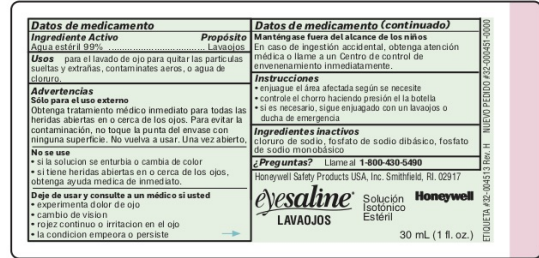 Datos de medicamento
Ingrediente Activo Propósito
Agua estéril 99% .................................. Lavaojos
Usos para el lavado de ojo para quitar las particulas
sueltas y extrañas, contaminates aeros, o agua de
cloruro.
Advertencias
Sólo para el uso externo
Obtenga tratamiento médico inmediato para todas las
heridas abiertas en o cerca de los ojos. Para evitar la
contaminación, no toque la punta del envase con
ninguna superficie. No vuelva a usar. Una vez abierto,
No se use
• si la solucion se enturbia o cambia de color
• si tiene heridas abiertas en o cerca de los ojos,
obtenga ayuda medica de inmediato.
Deje de usar y consulte a un médico si usted
• experimenta dolor de ojo
• cambio de vision
• rojez continuo o irritacion en el ojo
• la condicion empeora o persiste
Datos de medicamento (continuado)
Manténgase fuera del alcance de los niños
En caso de ingestión accidental, obtenga atención
médica o llame a un Centro de control de
envenenamiento inmediatamente.
Instrucciones
• enjuague el área afectada según se necesite
• controle el chorro haciendo presión el la botella
• si es necesario, sigue enjuagando con un lavaojos o
ducha de emergencia
Ingredientes inactivos
cloruro de sodio, fosfato de sodio dibásico, fosfato
de sodio monobásico
¿Preguntas? Llame al 1-800-430-5490
Honeywell Safety Products USA, Inc. Smithfield, RI. 02917
eyesaline®
LAVAOJOS
Solución
Isotónico
Estéril
Honeywell
30 mL (1 fl. oz.)
ETIQUETA #32-004513 Rev. H NUEVO PEDIDO #32-000451-0000